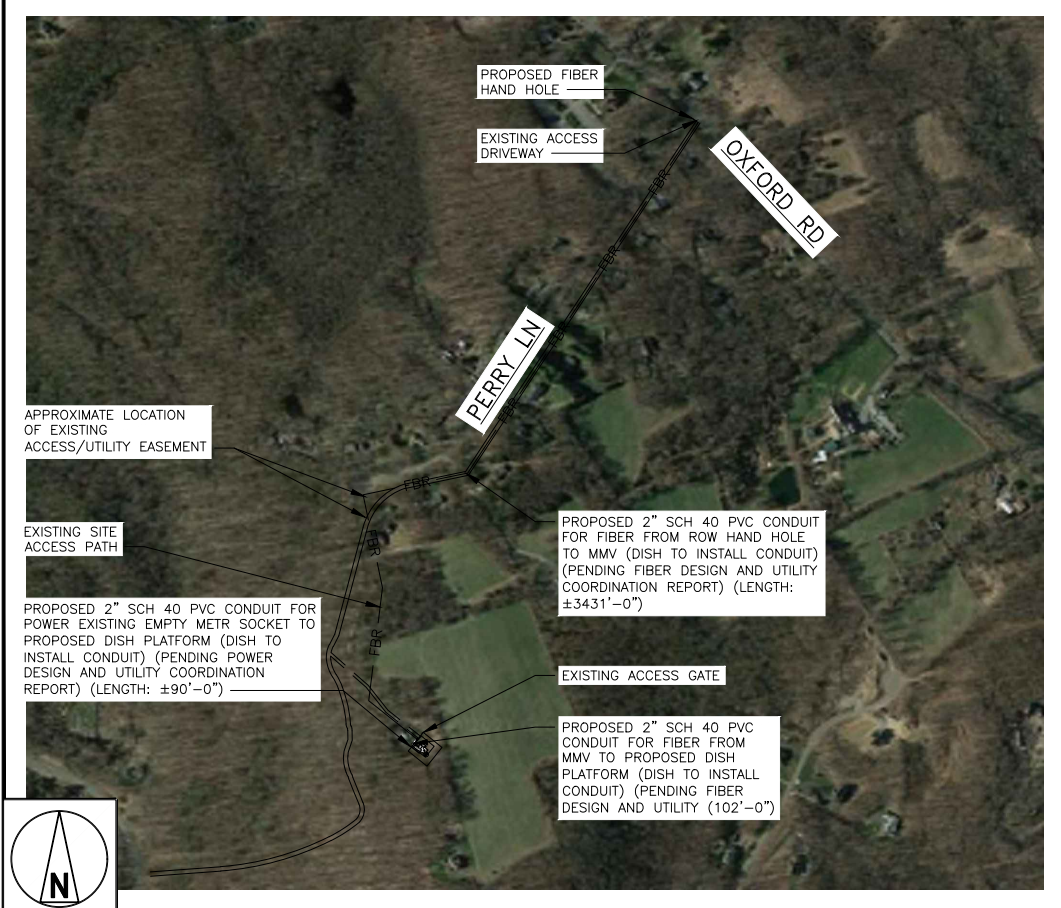 PROPOSED FIBER
HAND HOLE
EXISTING ACCESS
DRIVEWAY
OXFORD RD
FBR
FBR
FBR
PERRY LN
FBR
APPROXIMATE LOCATION
OF EXISTING
ACCESS/UTILITY EASEMENT
FBR
EXISTING SITE
ACCESS PATH
FBR
PROPOSED 2" SCH 40 PVC CONDUIT
FOR FIBER FROM ROW HAND HOLE
TO MMV (DISH TO INSTALL CONDUIT)
(PENDING FIBER DESIGN AND UTILITY
COORDINATION REPORT) (LENGTH:
±3431'-0")
PROPOSED 2" SCH 40 PVC CONDUIT FOR
POWER EXISTING EMPTY METR SOCKET TO
PROPOSED DISH PLATFORM (DISH TO
INSTALL CONDUIT) (PENDING POWER
DESIGN AND UTILITY COORDINATION
REPORT) (LENGTH: ±90'-0")
FBR
EXISTING ACCESS GATE
PROPOSED 2" SCH 40 PVC
CONDUIT FOR FIBER FROM
MMV TO PROPOSED DISH
PLATFORM (DISH TO INSTALL
CONDUIT) (PENDING FIBER
DESIGN AND UTILITY (102'-0")
N